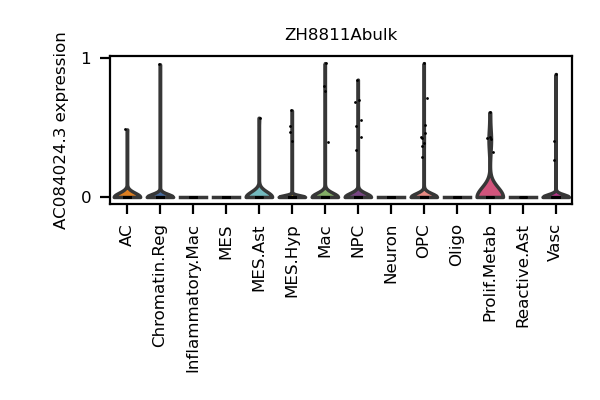 ZH8811Abulk
AC084024.3 expression
1
0
AC
Chromatin.Reg
Inflammatory.Mac
MES
MES.Ast
MES.Hyp
Mac
NPC
Neuron
OPC
Oligo
Prolif.Metab
Reactive.Ast
Vasc